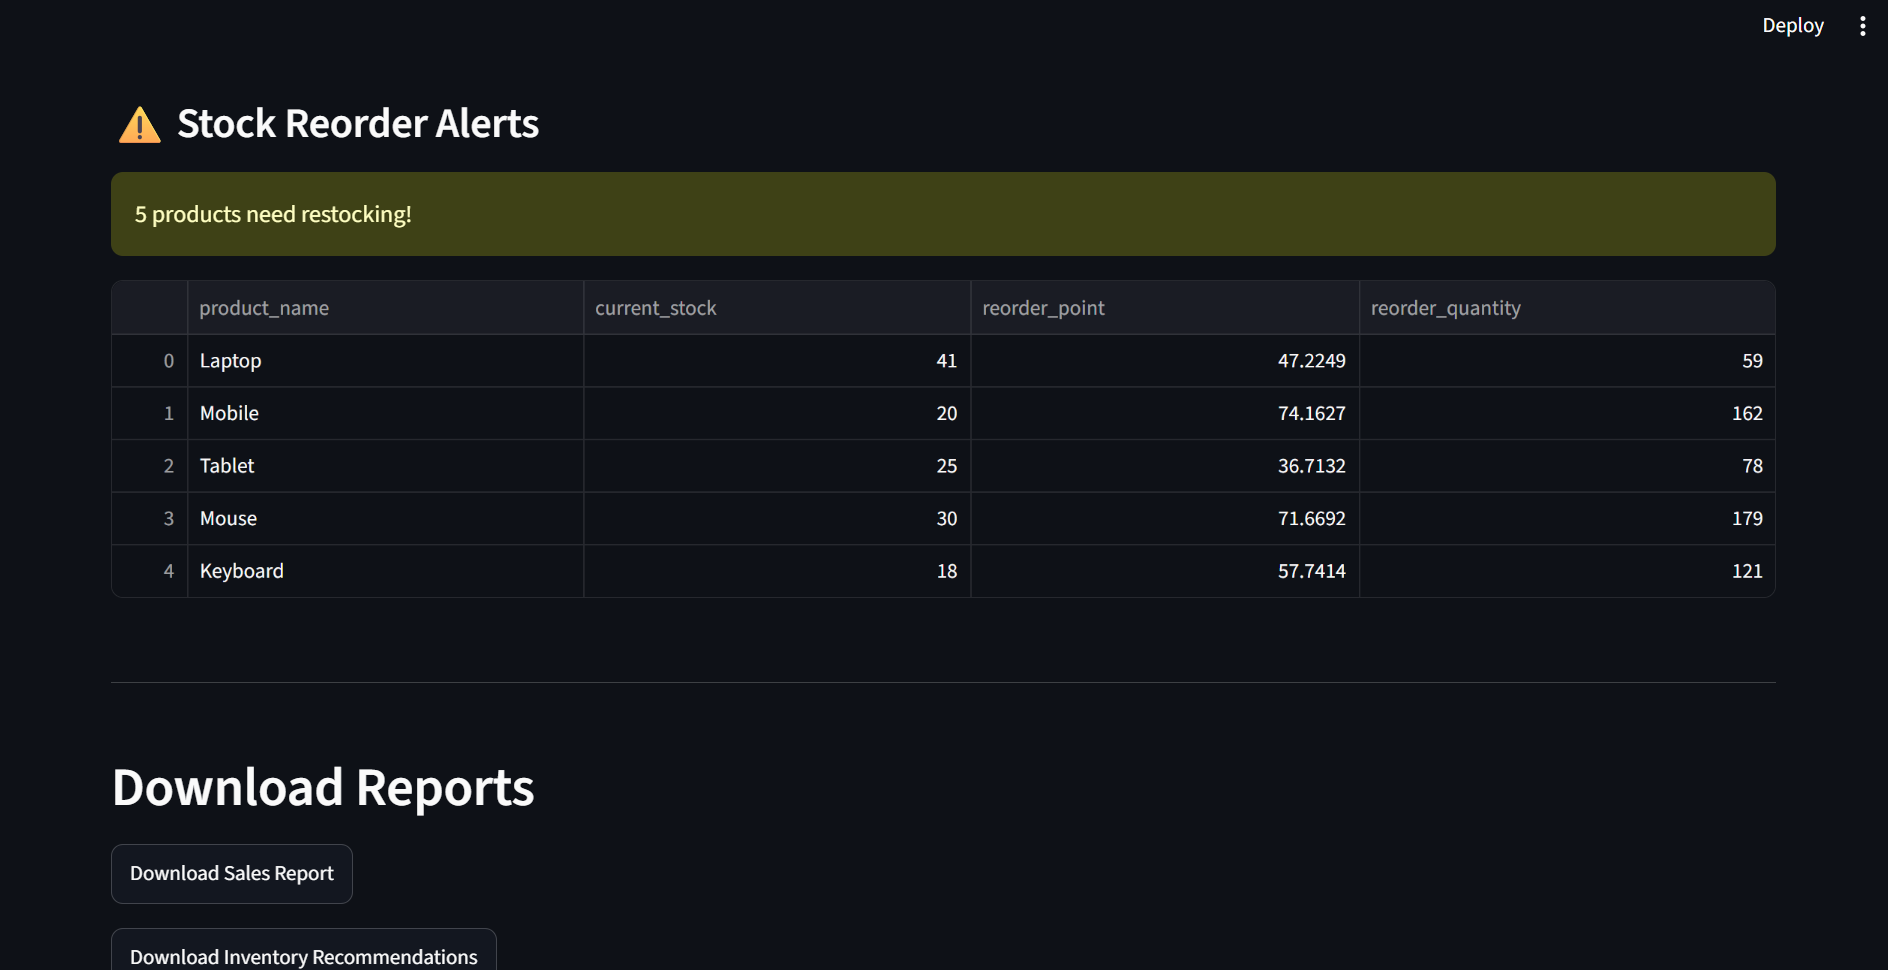 Deploy
Stock Reorder Alerts
5 products need restocking!
product_name current_stock reorder_point reorder_quantity
0 Laptop 41 47.2249 59
1 Mobile 20 74.1627 162
2 Tablet 25 36.7132 78
3 Mouse 30 71.6692 179
4 Keyboard 18 57.7414 121
Download Reports
Download Sales Report
Download Inventory Recommendations